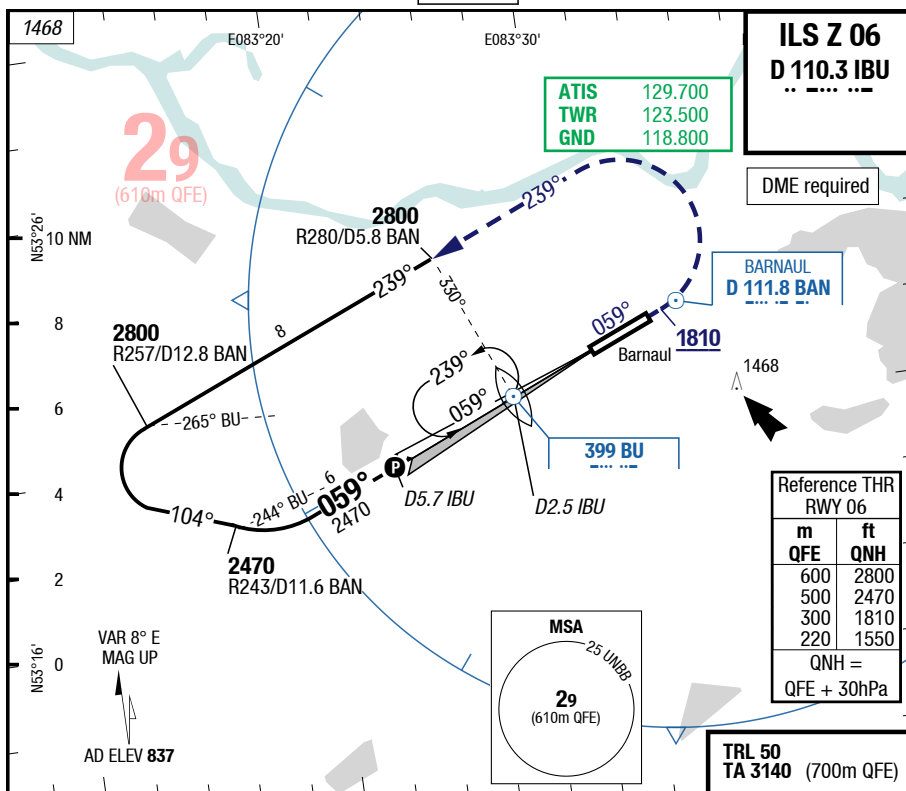 1468
E083°20'
E083°30'
ILS Z 06
D 110.3 IBU
ATIS 129.700
TWR 123.500
GND 118.800
DME required
29
(610m QFE)
N53°26'
10 NM
8
6
4
2
0
N53°16'
2800
R280/D5.8 BAN
239°
239°
330°
8
2800
R257/D12.8 BAN
BARNAUL
D 111.8 BAN
059°
1810
Barnaul
1468
239°
059°
265° BU
399 BU
P
D5.7 IBU
D2.5 IBU
244° BU
6
059°
2470
104°
2470
R243/D11.6 BAN
Reference THR
RWY 06
m ft
QFE QNH
600 2800
500 2470
300 1810
220 1550
QNH =
QFE + 30hPa
MSA
25 UNBB
29
(610m QFE)
VAR 8° E
MAG UP
AD ELEV 837
TRL 50
TA 3140 (700m QFE)